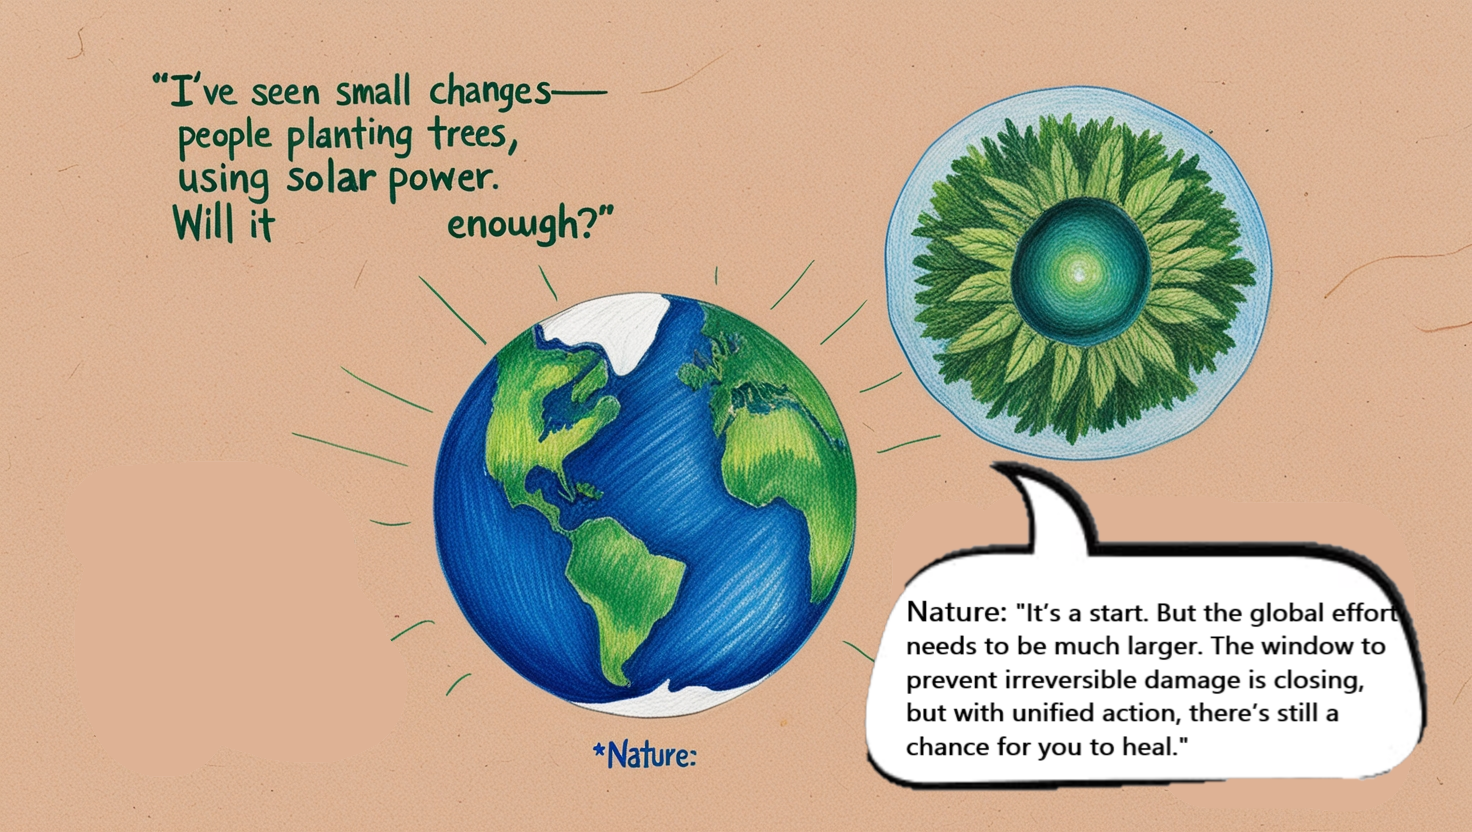 "I've seen small changes—
people planting trees,
using solar power.
Will it enough?"
*Nature:
Nature: "It's a start. But the global effort
needs to be much larger. The window to
prevent irreversible damage is closing,
but with unified action, there's still a
chance for you to heal."